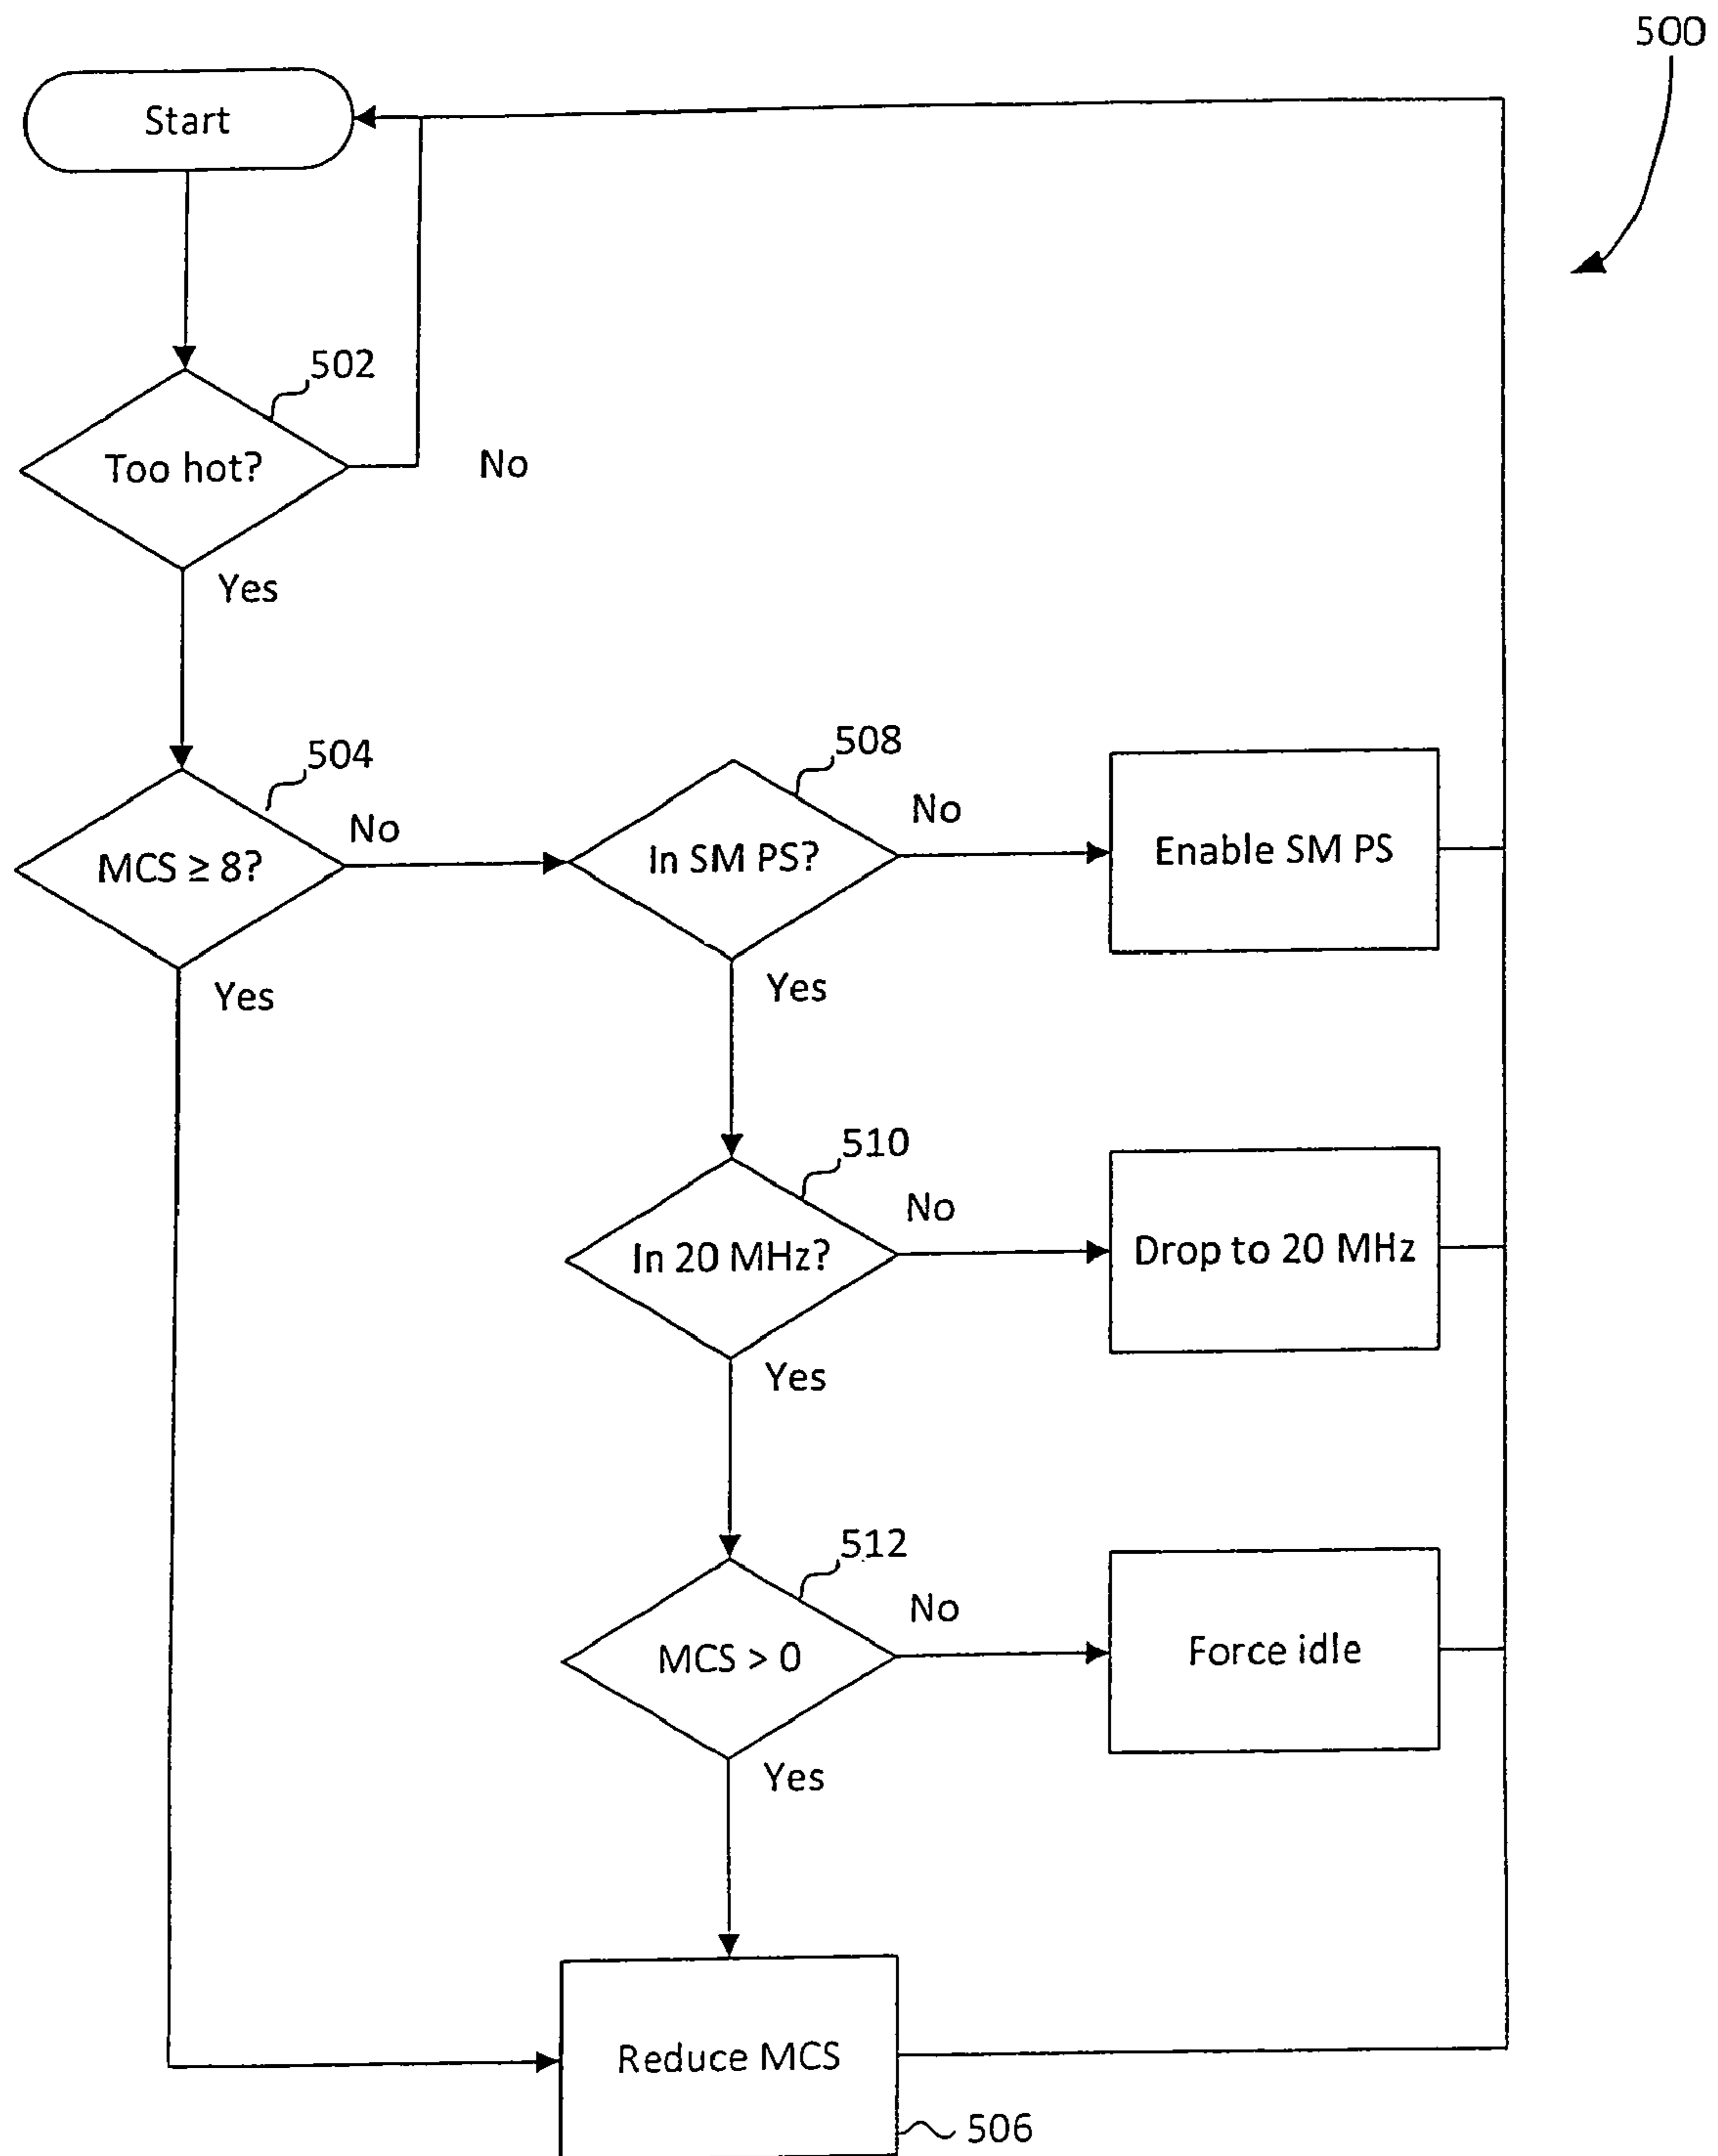 500
Start
502
Too hot?
No
Yes
504
508
MCS ≥ 8?
No
In SM PS?
No
Enable SM PS
Yes
Yes
510
In 20 MHz?
No
Drop to 20 MHz
Yes
512
MCS > 0
No
Force idle
Yes
Reduce MCS
506